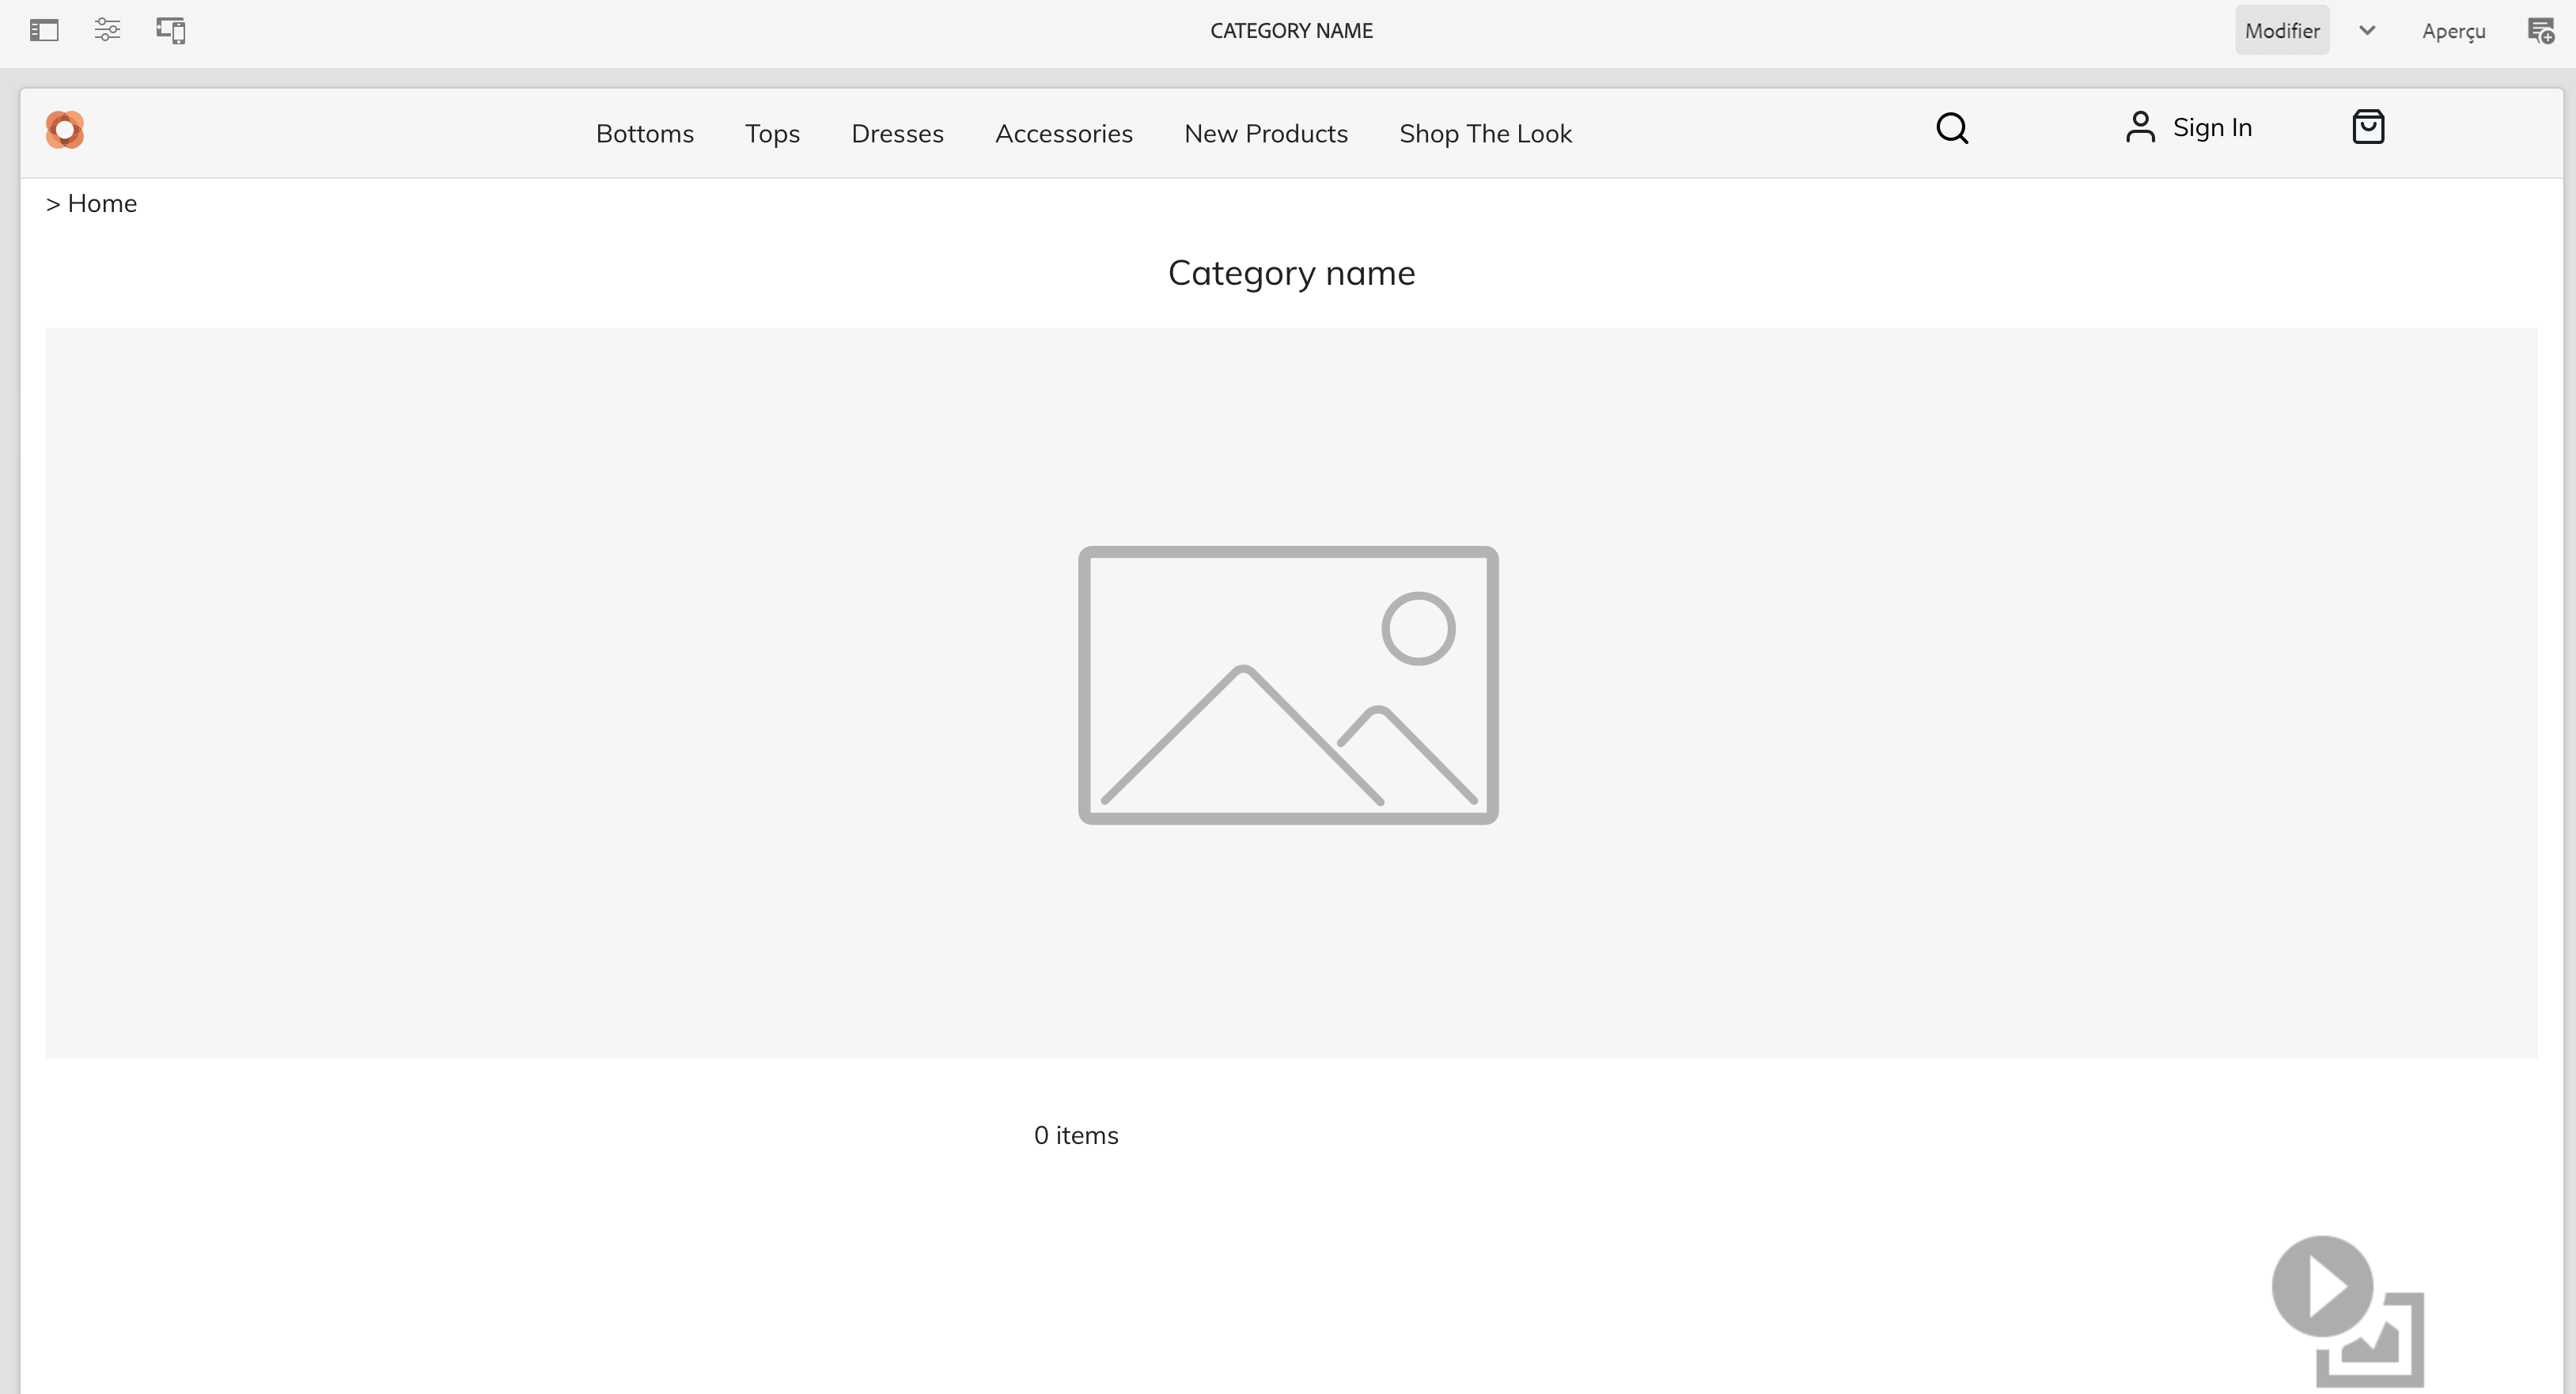 CATEGORY NAME
Modifier
Aperçu
Bottoms Tops Dresses Accessories New Products Shop The Look Sign In
> Home
Category name
0 items